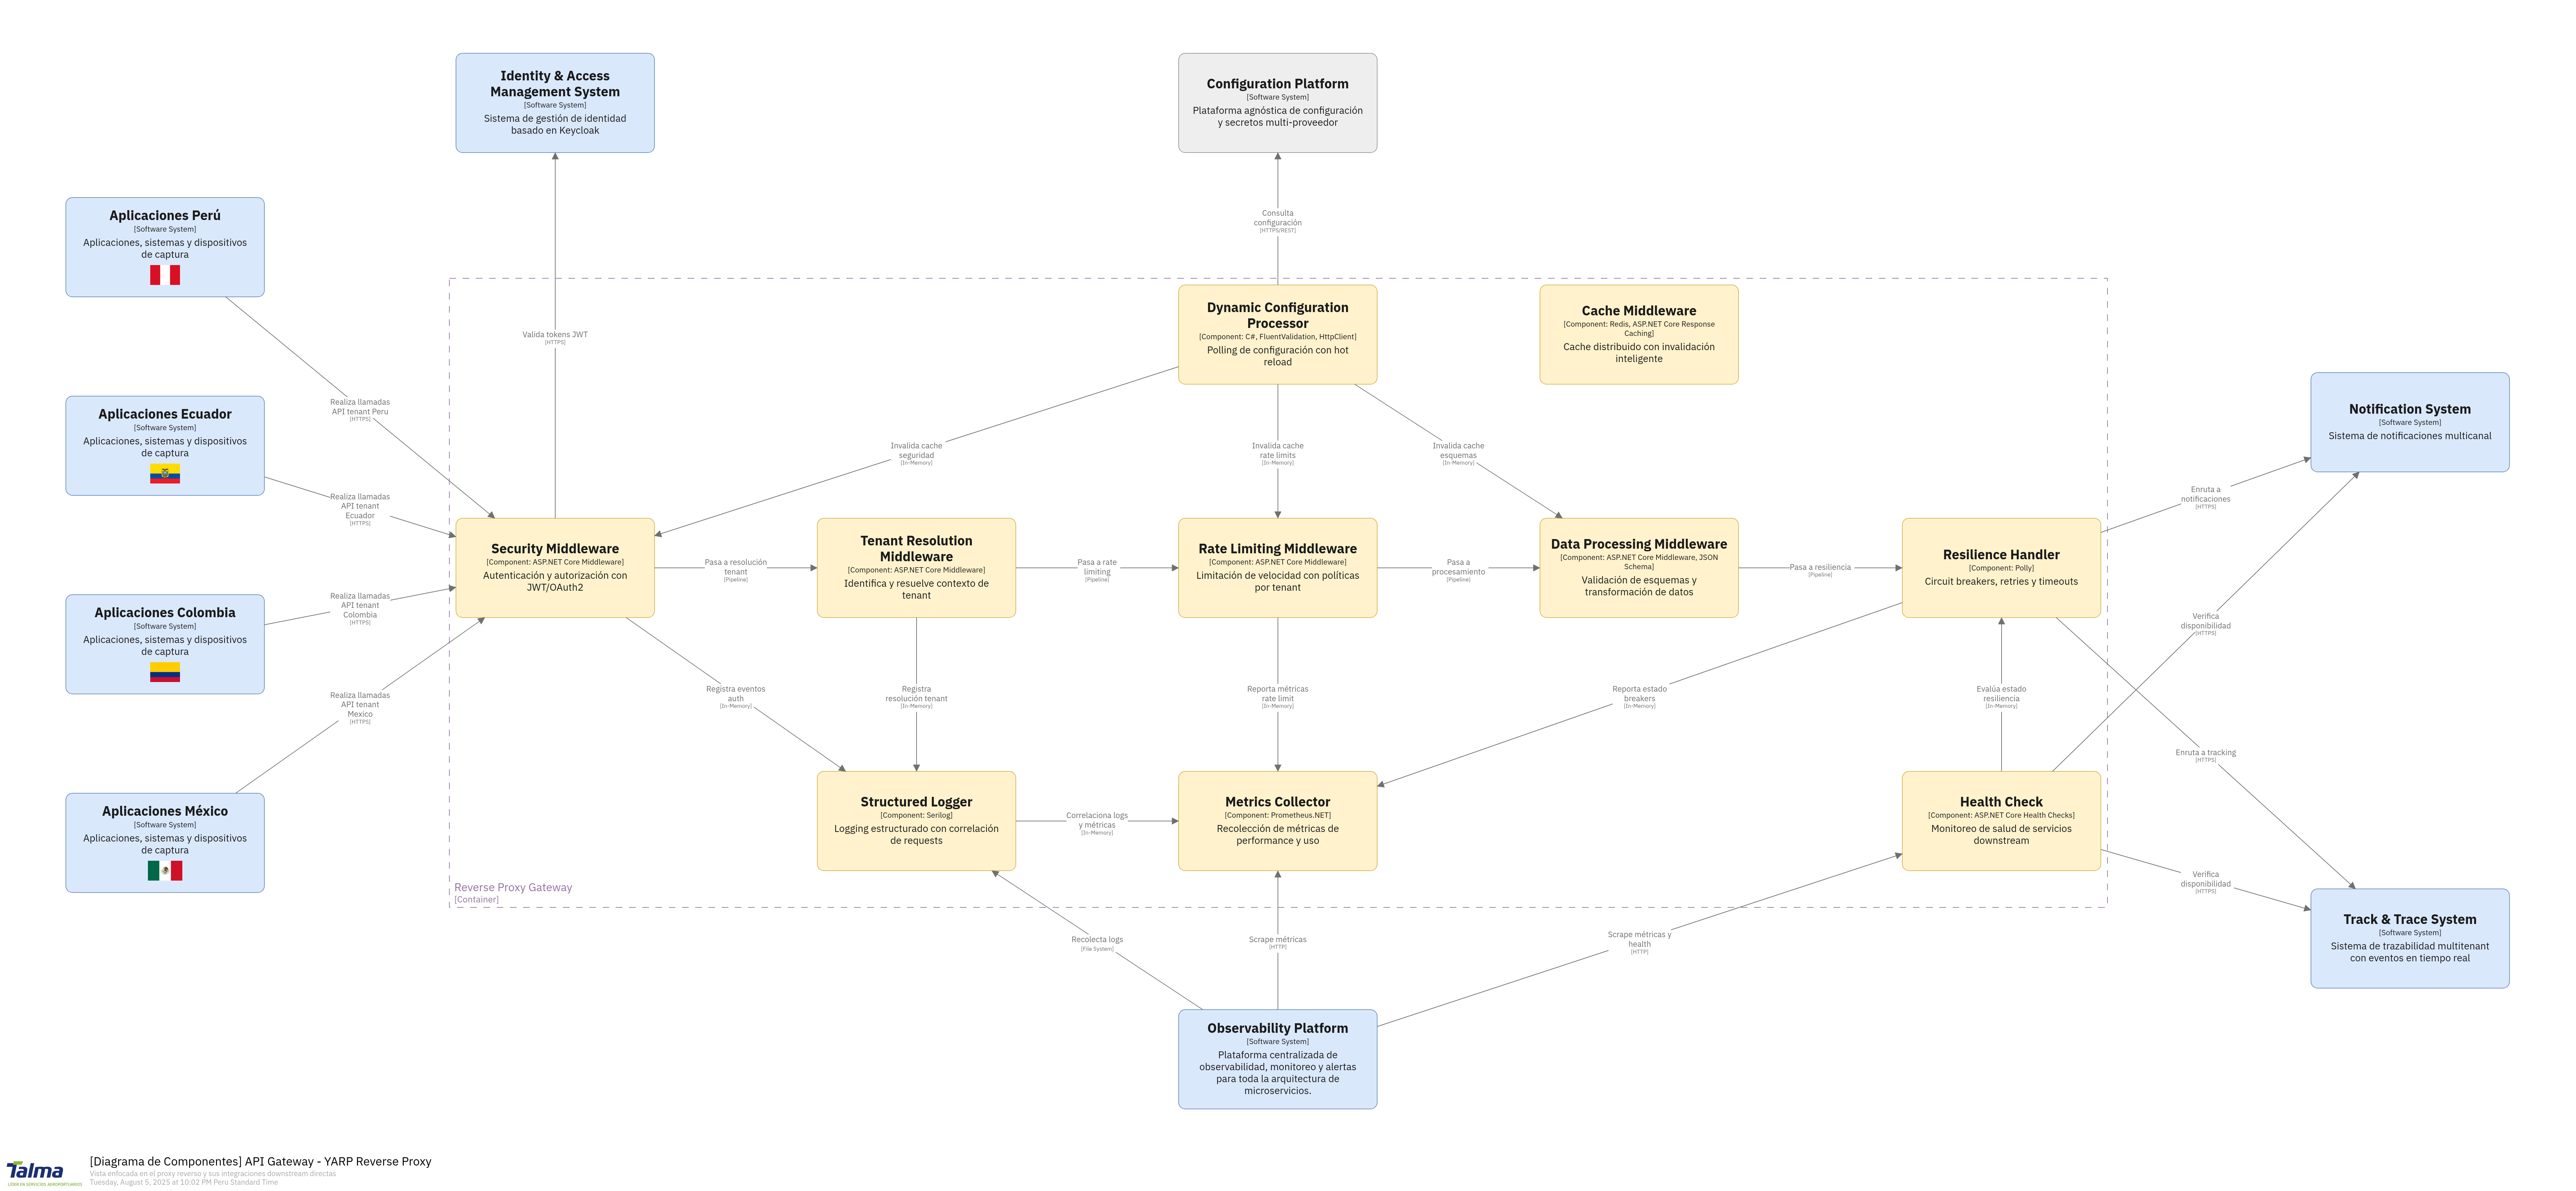 Identity & Access
Management System
[Software System]
Sistema de gestión de identidad
basado en Keycloak
Configuration Platform
[Software System]
Plataforma agnóstica de configuración
y secretos multi-proveedor
Aplicaciones Perú
[Software System]
Aplicaciones, sistemas y dispositivos
de captura
Consulta
configuración
[HTTPS/REST]
Valida tokens JWT
[HTTPS]
Dynamic Configuration
Processor
[Component: C#, FluentValidation, HttpClient]
Polling de configuración con hot
reload
Cache Middleware
[Component: Redis, ASP.NET Core Response
Caching]
Cache distribuido con invalidación
inteligente
Realiza llamadas
API tenant Peru
[HTTPS]
Aplicaciones Ecuador
[Software System]
Aplicaciones, sistemas y dispositivos
de captura
Notification System
[Software System]
Sistema de notificaciones multicanal
Invalida cache
seguridad
[In-Memory]
Invalida cache
rate limits
[In-Memory]
Invalida cache
esquemas
[In-Memory]
Realiza llamadas
API tenant
Ecuador
[HTTPS]
Enruta a
notificaciones
[HTTPS]
Security Middleware
[Component: ASP.NET Core Middleware]
Autenticación y autorización con
JWT/OAuth2
Pasa a resolución
tenant
[Pipeline]
Tenant Resolution
Middleware
[Component: ASP.NET Core Middleware]
Identifica y resuelve contexto de
tenant
Pasa a rate
limiting
[Pipeline]
Rate Limiting Middleware
[Component: ASP.NET Core Middleware]
Limitación de velocidad con políticas
por tenant
Pasa a
procesamiento
[Pipeline]
Data Processing Middleware
[Component: ASP.NET Core Middleware, JSON
Schema]
Validación de esquemas y
transformación de datos
Pasa a resiliencia
[Pipeline]
Resilience Handler
[Component: Polly]
Circuit breakers, retries y timeouts
Aplicaciones Colombia
[Software System]
Aplicaciones, sistemas y dispositivos
de captura
Realiza llamadas
API tenant
Colombia
[HTTPS]
Verifica
disponibilidad
[HTTPS]
Realiza llamadas
API tenant
Mexico
[HTTPS]
Registra eventos
auth
[In-Memory]
Registra
resolución tenant
[In-Memory]
Reporta métricas
rate limit
[In-Memory]
Reporta estado
breakers
[In-Memory]
Evalúa estado
resiliencia
[In-Memory]
Enruta a tracking
[HTTPS]
Aplicaciones México
[Software System]
Aplicaciones, sistemas y dispositivos
de captura
Structured Logger
[Component: Serilog]
Logging estructurado con correlación
de requests
Correlaciona logs
y métricas
[In-Memory]
Metrics Collector
[Component: Prometheus.NET]
Recolección de métricas de
performance y uso
Health Check
[Component: ASP.NET Core Health Checks]
Monitoreo de salud de servicios
downstream
Verifica
disponibilidad
[HTTPS]
Reverse Proxy Gateway
[Container]
Track & Trace System
[Software System]
Sistema de trazabilidad multitenant
con eventos en tiempo real
Recolecta logs
[File System]
Scrape métricas
[HTTP]
Scrape métricas y
health
[HTTP]
Observability Platform
[Software System]
Plataforma centralizada de
observabilidad, monitoreo y alertas
para toda la arquitectura de
microservicios.
Talma
LÍDER EN SERVICIOS AEROPORTUARIOS
[Diagrama de Componentes] API Gateway - YARP Reverse Proxy
Vista enfocada en el proxy reverso y sus integraciones downstream directas
Tuesday, August 5, 2025 at 10:02 PM Peru Standard Time